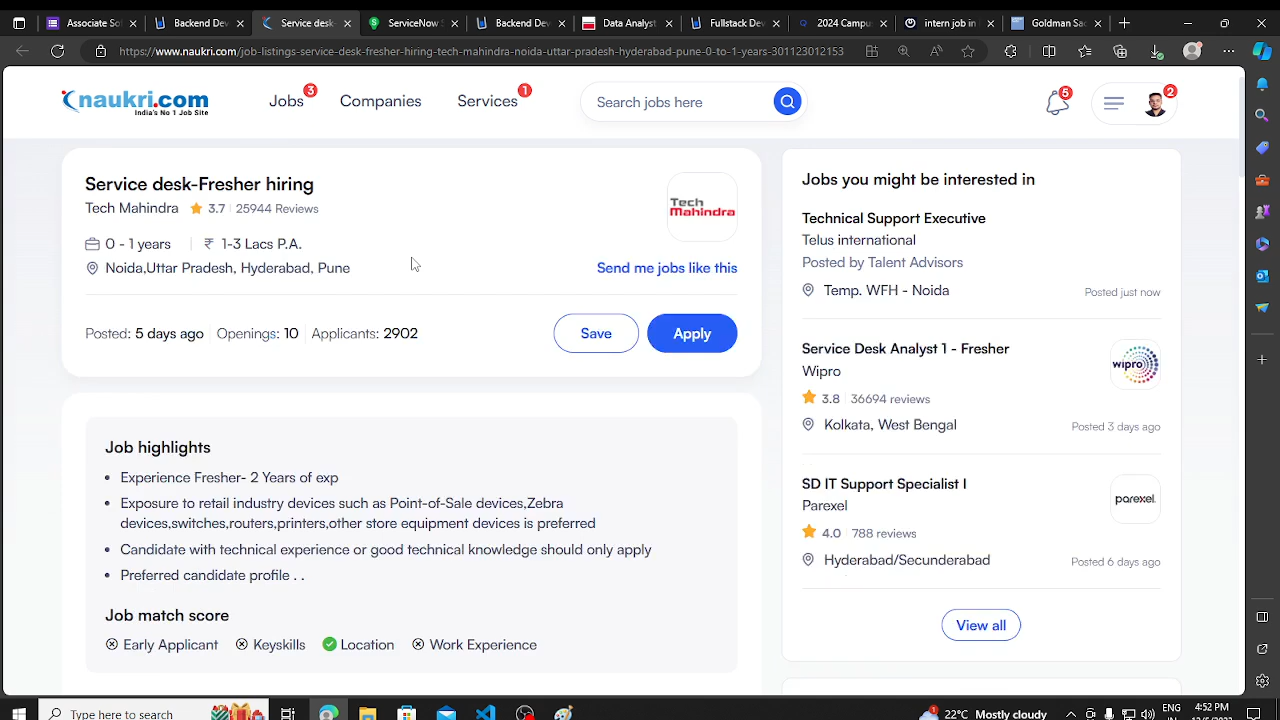 Associate So
Backend Dev
Service desk
ServiceNow
Backend Dev
Data Analyst
Fullstack Dev
2024 Campu
intern job in
Goldman Sac
https://www.naukri.com/job-listings-service-desk-fresher-hiring-tech-mahindra-noida-uttar-pradesh-hyderabad-pune-0-to-1-years-301123012153
naukri.com
India's No 1 Job Site
Jobs 3
Companies
Services 1
Search jobs here
5
2
Service desk-Fresher hiring
Tech Mahindra 3.7 25944 Reviews
Tech
Mahindra
0 - 1 years ₹ 1-3 Lacs P.A.
Noida,Uttar Pradesh, Hyderabad, Pune
Send me jobs like this
Posted: 5 days ago Openings: 10 Applicants: 2902
Save
Apply
Job highlights
Experience Fresher- 2 Years of exp
Exposure to retail industry devices such as Point-of-Sale devices,Zebra
devices,switches,routers,printers,other store equipment devices is preferred
Candidate with technical experience or good technical knowledge should only apply
Preferred candidate profile . .
Job match score
Early Applicant Keyskills Location Work Experience
Jobs you might be interested in
Technical Support Executive
Telus international
Posted by Talent Advisors
Temp. WFH - Noida
Posted just now
Service Desk Analyst 1 - Fresher
Wipro
wipro
3.8 36694 reviews
Kolkata, West Bengal
Posted 3 days ago
SD IT Support Specialist I
Parexel
parexel.
4.0 788 reviews
Hyderabad/Secunderabad
Posted 6 days ago
View all
Type here to search
1
22°C Mostly cloudy
ENG
IN
4:52 PM